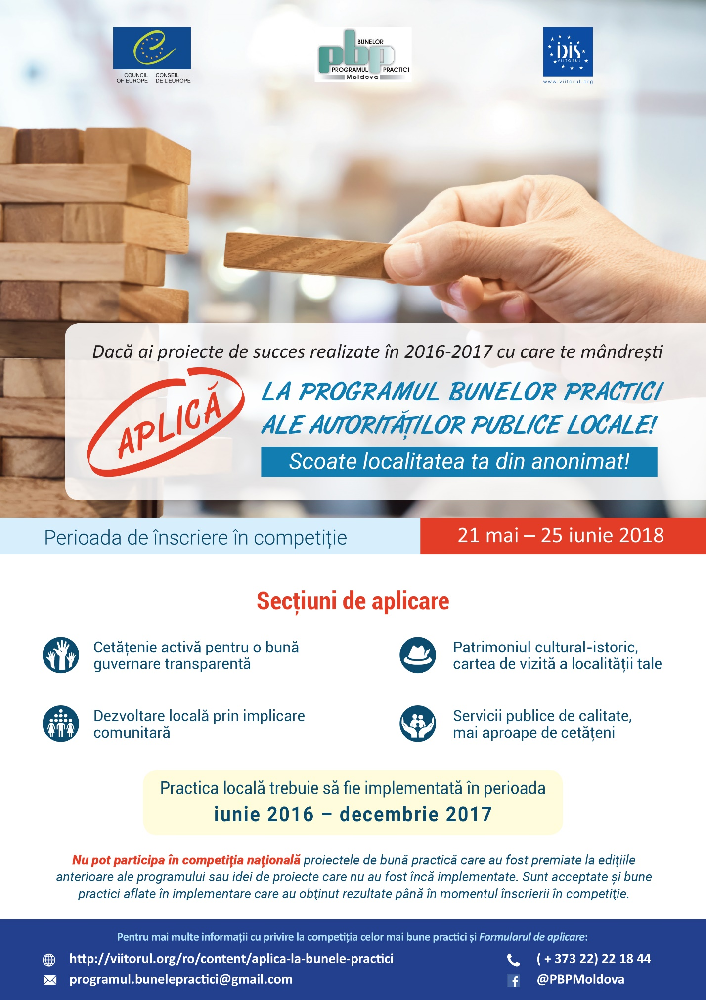 COUNCIL CONSEIL
OF EUROPE DE L'EUROPE
BUNELOR
pbp
PROGRAMUL PRACTICI
Moldova
iDiS
VIITORUL
www.viitorul.org
Dacă ai proiecte de succes realizate în 2016-2017 cu care te mândrești
APLICĂ
LA PROGRAMUL BUNELOR PRACTICI
ALE AUTORITĂȚILOR PUBLICE LOCALE!
Scoate localitatea ta din anonimat!
Perioada de înscriere în competiție
21 mai – 25 iunie 2018
Secțiuni de aplicare
Cetățenie activă pentru o bună
guvernare transparentă
Patrimoniul cultural-istoric,
cartea de vizită a localității tale
Dezvoltare locală prin implicare
comunitară
Servicii publice de calitate,
mai aproape de cetățeni
Practica locală trebuie să fie implementată în perioada
iunie 2016 – decembrie 2017
Nu pot participa în competiţia naţională proiectele de bună practică care au fost premiate la ediţiile
anterioare ale programului sau idei de proiecte care nu au fost încă implementate. Sunt acceptate și bune
practici aflate în implementare care au obţinut rezultate până în momentul înscrierii în competiţie.
Pentru mai multe informații cu privire la competiția celor mai bune practici și Formularul de aplicare:
http://viitorul.org/ro/content/aplica-la-bunele-practici
( + 373 22) 22 18 44
programul.bunelepractici@gmail.com
@PBPMoldova